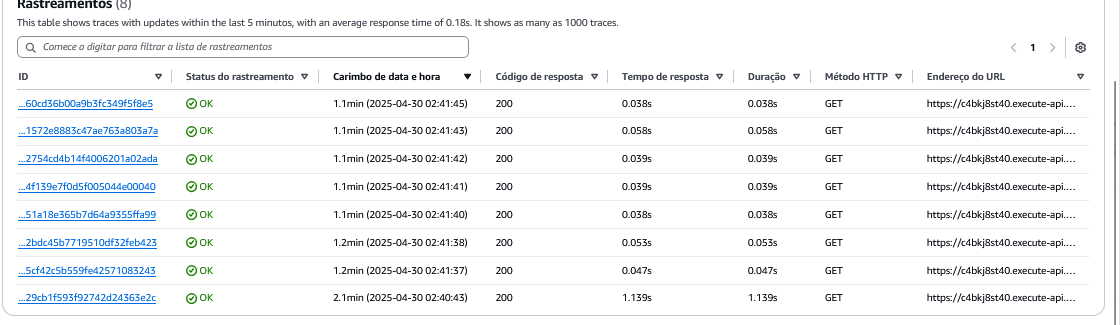 Rastreamentos (8)
This table shows traces with updates within the last 5 minutos, with an average response time of 0.18s. It shows as many as 1000 traces.
Comece a digitar para filtrar a lista de rastreamentos
1
ID Status do rastreamento Carimbo de data e hora Código de resposta Tempo de resposta Duração Método HTTP Endereço do URL
...60cd36b00a9b3fc349f5f8e5 OK 1.1min (2025-04-30 02:41:45) 200 0.038s 0.038s GET https://c4bkj8st40.execute-api....
...1572e8883c47ae763a803a7a OK 1.1min (2025-04-30 02:41:43) 200 0.058s 0.058s GET https://c4bkj8st40.execute-api....
...2754cd4b14f4006201a02ada OK 1.1min (2025-04-30 02:41:42) 200 0.039s 0.039s GET https://c4bkj8st40.execute-api....
...4f139e7f0d5f005044e00040 OK 1.1min (2025-04-30 02:41:41) 200 0.039s 0.039s GET https://c4bkj8st40.execute-api....
...51a18e365b7d64a9355ffa99 OK 1.1min (2025-04-30 02:41:40) 200 0.038s 0.038s GET https://c4bkj8st40.execute-api....
...2bdc45b7719510df32feb423 OK 1.2min (2025-04-30 02:41:38) 200 0.053s 0.053s GET https://c4bkj8st40.execute-api....
...5cf42c5b559fe42571083243 OK 1.2min (2025-04-30 02:41:37) 200 0.047s 0.047s GET https://c4bkj8st40.execute-api....
...29cb1f593f92742d24363e2c OK 2.1min (2025-04-30 02:40:43) 200 1.139s 1.139s GET https://c4bkj8st40.execute-api....